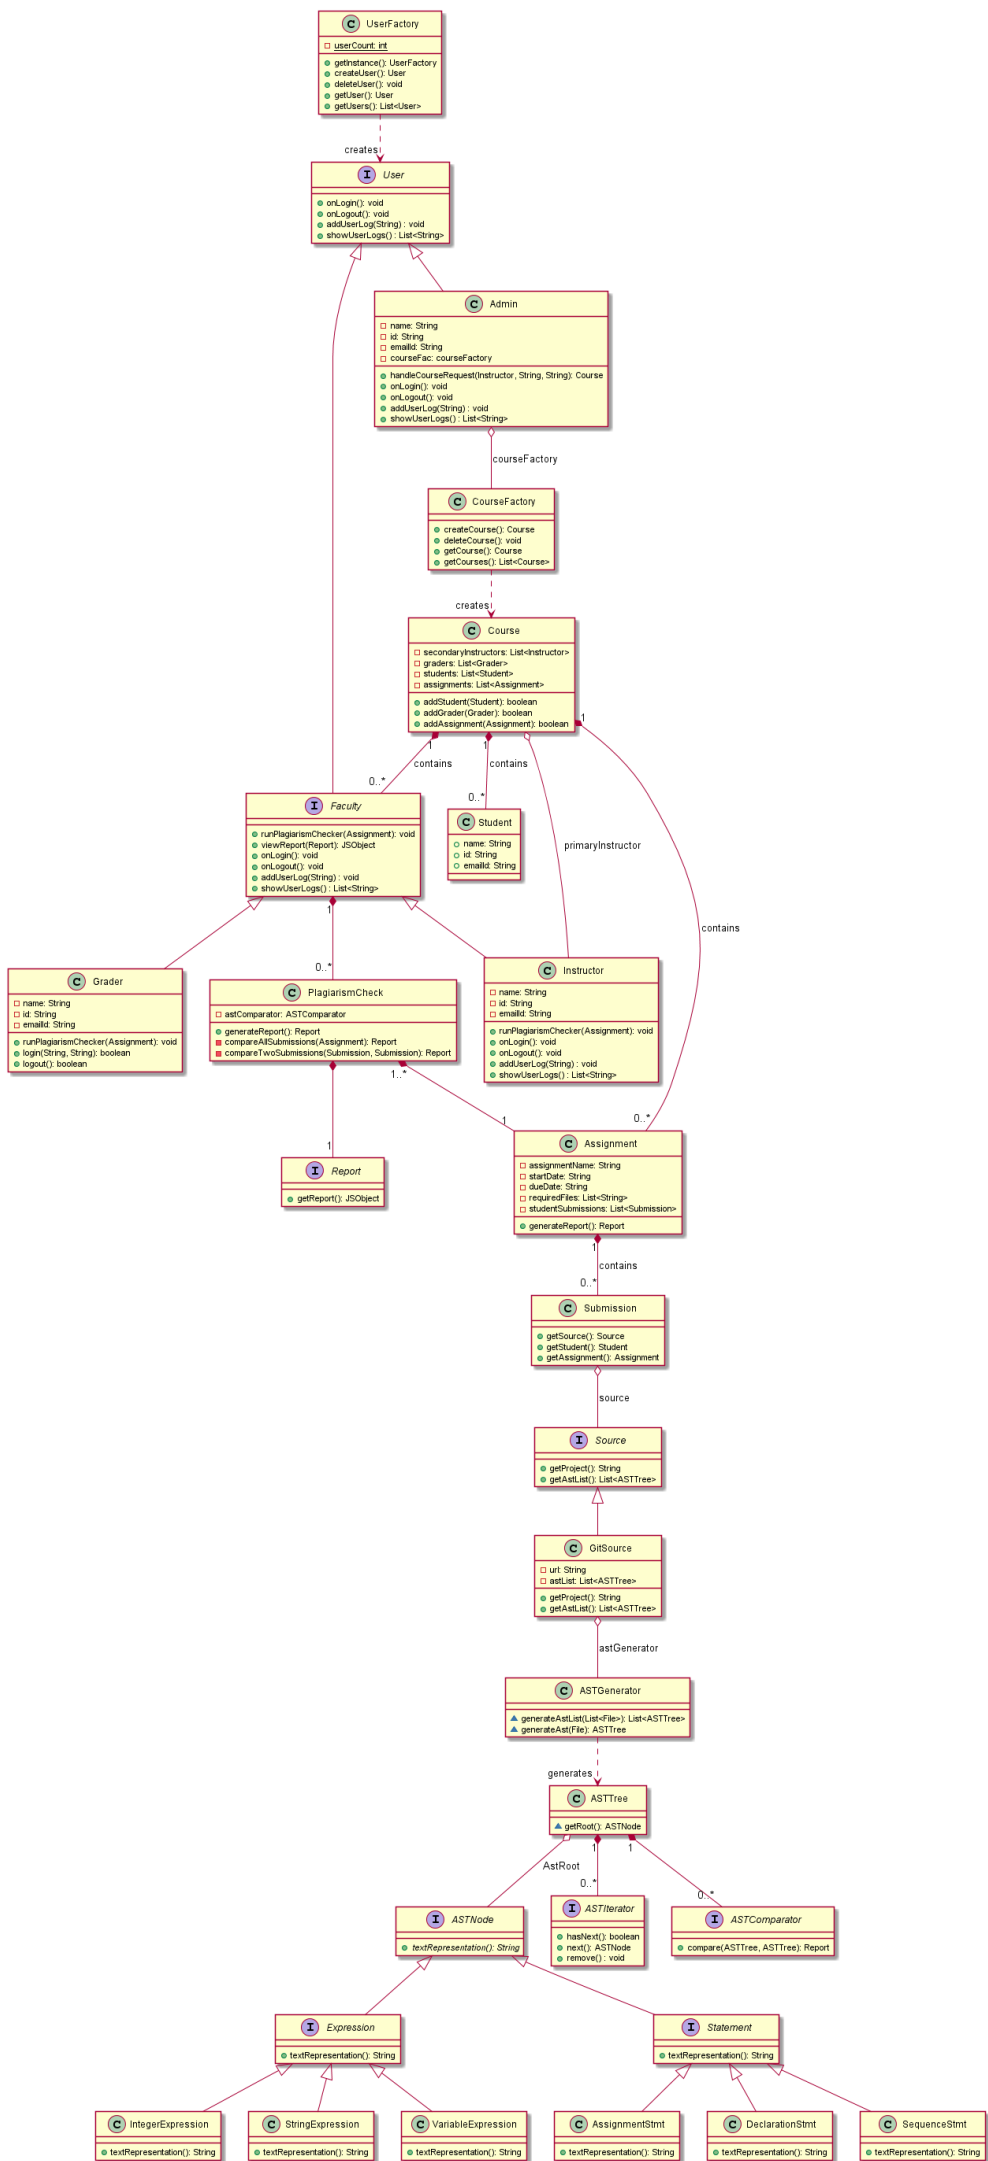 C UserFactory
userCount: int
getInstance(): UserFactory
createUser(): User
deleteUser(): void
getUser(): User
getUsers(): List<User>
creates
I User
onLogin(): void
onLogout(): void
addUserLog(String) : void
showUserLogs() : List<String>
C Admin
name: String
id: String
emailId: String
courseFac: courseFactory
handleCourseRequest(Instructor, String, String): Course
onLogin(): void
onLogout(): void
addUserLog(String) : void
showUserLogs() : List<String>
courseFactory
C CourseFactory
createCourse(): Course
deleteCourse(): void
getCourse(): Course
getCourses(): List<Course>
creates
C Course
secondaryInstructors: List<Instructor>
graders: List<Grader>
students: List<Student>
assignments: List<Assignment>
addStudent(Student): boolean
addGrader(Grader): boolean
addAssignment(Assignment): boolean
1
1
1
contains
contains
0..*
0..*
I Faculty
runPlagiarismChecker(Assignment): void
viewReport(Report): JSObject
onLogin(): void
onLogout(): void
addUserLog(String) : void
showUserLogs() : List<String>
C Student
name: String
id: String
emailId: String
primaryInstructor
contains
1
0..*
C Grader
name: String
id: String
emailId: String
runPlagiarismChecker(Assignment): void
login(String, String): boolean
logout(): boolean
C PlagiarismCheck
astComparator: ASTComparator
generateReport(): Report
compareAllSubmissions(Assignment): Report
compareTwoSubmissions(Submission, Submission): Report
C Instructor
name: String
id: String
emailId: String
runPlagiarismChecker(Assignment): void
onLogin(): void
onLogout(): void
addUserLog(String) : void
showUserLogs() : List<String>
1..*
1
1
0..*
I Report
getReport(): JSObject
C Assignment
assignmentName: String
startDate: String
dueDate: String
requiredFiles: List<String>
studentSubmissions: List<Submission>
generateReport(): Report
1
contains
0..*
C Submission
getSource(): Source
getStudent(): Student
getAssignment(): Assignment
source
I Source
getProject(): String
getAstList(): List<ASTTree>
C GitSource
url: String
astList: List<ASTTree>
getProject(): String
getAstList(): List<ASTTree>
astGenerator
C ASTGenerator
generateAstList(List<File>): List<ASTTree>
generateAst(File): ASTTree
generates
C ASTTree
getRoot(): ASTNode
1
1
AstRoot
0..*
0..*
I ASTNode
textRepresentation(): String
I ASTIterator
hasNext(): boolean
next(): ASTNode
remove() : void
I ASTComparator
compare(ASTTree, ASTTree): Report
I Expression
textRepresentation(): String
I Statement
textRepresentation(): String
C IntegerExpression
textRepresentation(): String
C StringExpression
textRepresentation(): String
C VariableExpression
textRepresentation(): String
C AssignmentStmt
textRepresentation(): String
C DeclarationStmt
textRepresentation(): String
C SequenceStmt
textRepresentation(): String